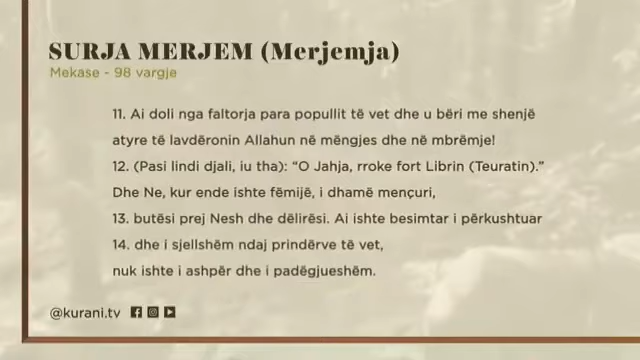 SURJA MERJEM (Merjemja)
Mekase - 98 vargje
11. Ai doli nga faltorja para popullit të vet dhe u bëri me shenjë
atyre të lavdëronin Allahun në mëngjes dhe në mbrëmje!
12. (Pasi lindi djali, iu tha): “O Jahja, rroke fort Librin (Teuratin).”
Dhe Ne, kur ende ishte fëmijë, i dhamë mençuri,
13. butësi prej Nesh dhe dëlirësi. Ai ishte besimtar i përkushtuar
14. dhe i sjellshëm ndaj prindërve të vet,
nuk ishte i ashpër dhe i padëgjueshëm.
@kurani.tv